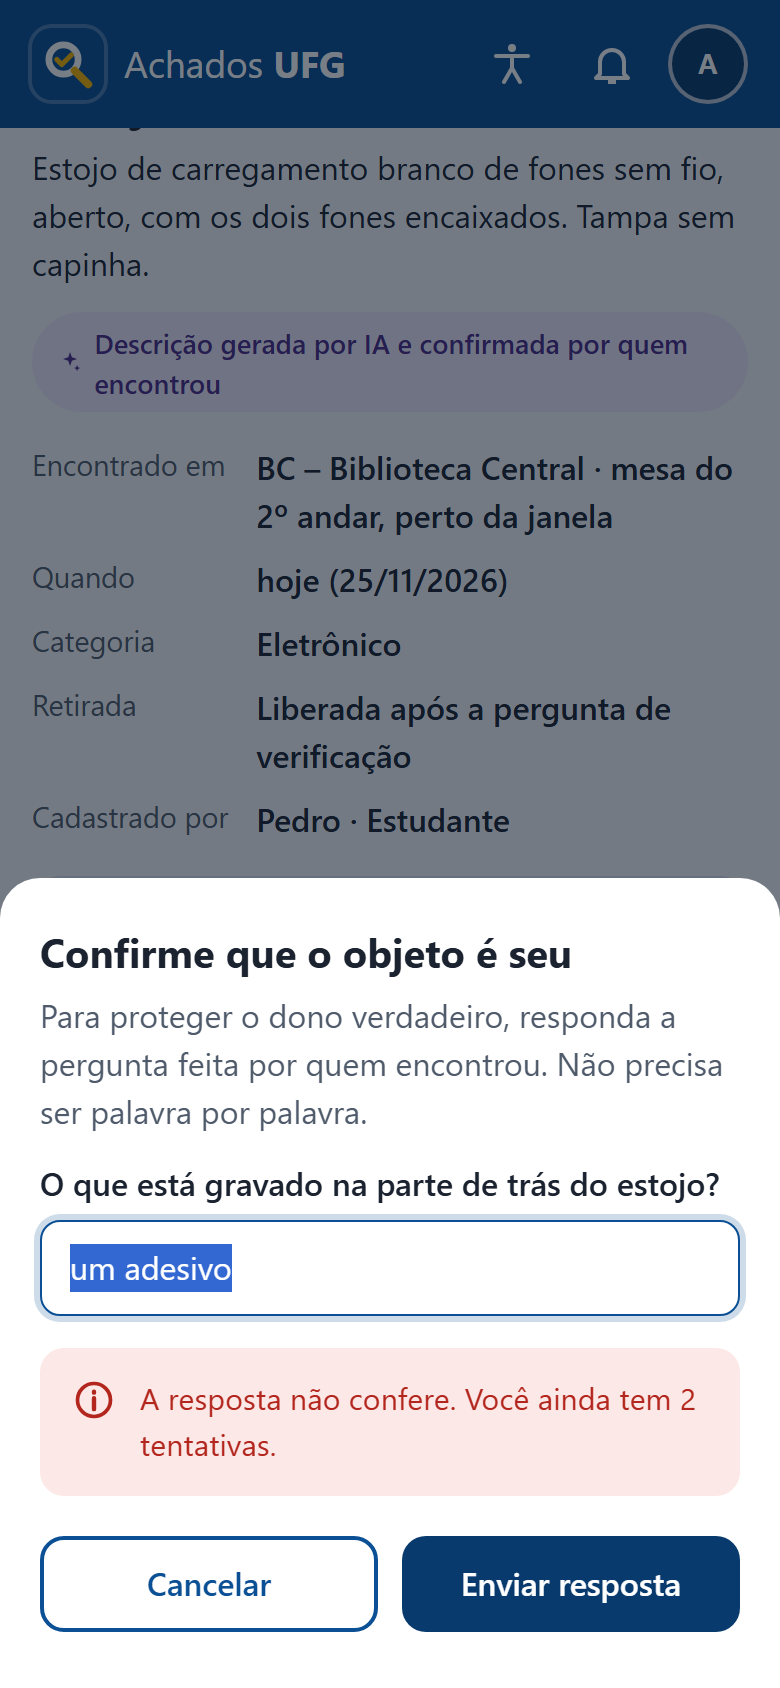 Achados UFG
A
Estojo de carregamento branco de fones sem fio,
aberto, com os dois fones encaixados. Tampa sem
capinha.
Descrição gerada por IA e confirmada por quem
encontrou
Encontrado em
BC – Biblioteca Central · mesa do
2º andar, perto da janela
Quando
hoje (25/11/2026)
Categoria
Eletrônico
Retirada
Liberada após a pergunta de
verificação
Cadastrado por
Pedro · Estudante
Confirme que o objeto é seu
Para proteger o dono verdadeiro, responda a
pergunta feita por quem encontrou. Não precisa
ser palavra por palavra.
O que está gravado na parte de trás do estojo?
um adesivo
A resposta não confere. Você ainda tem 2
tentativas.
Cancelar
Enviar resposta